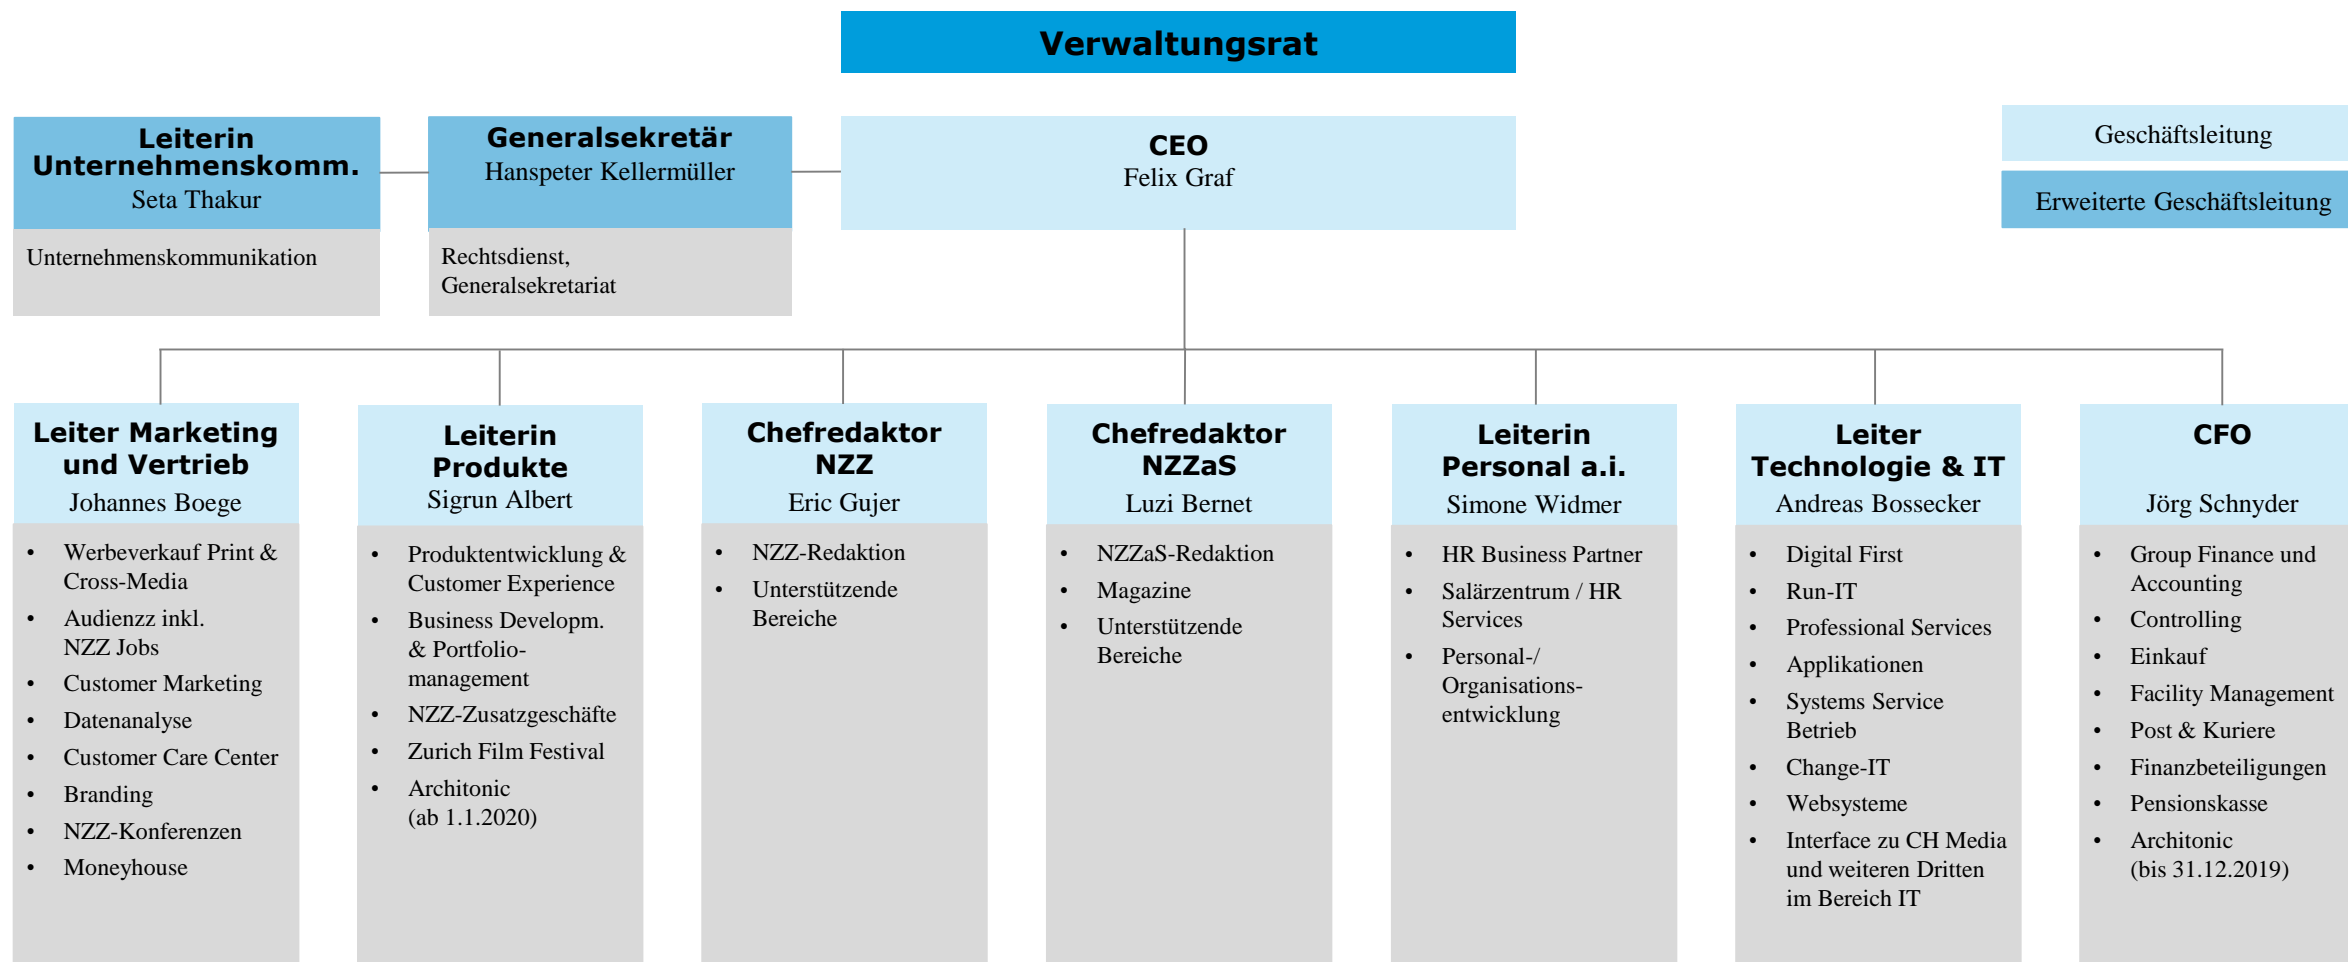 Verwaltungsrat
Leiterin
Unternehmenskomm.
Seta Thakur
Unternehmenskommunikation
Generalsekretär
Hanspeter Kellermüller
Rechtsdienst,
Generalsekretariat
CEO
Felix Graf
Geschäftsleitung
Erweiterte Geschäftsleitung
Leiter Marketing
und Vertrieb
Johannes Boege
• Werbeverkauf Print &
Cross-Media
• Audienzz inkl.
NZZ Jobs
• Customer Marketing
• Datenanalyse
• Customer Care Center
• Branding
• NZZ-Konferenzen
• Moneyhouse
Leiterin
Produkte
Sigrun Albert
• Produktentwicklung &
Customer Experience
• Business Developm.
& Portfolio-
management
• NZZ-Zusatzgeschäfte
• Zurich Film Festival
• Architonic
(ab 1.1.2020)
Chefredaktor
NZZ
Eric Gujer
• NZZ-Redaktion
• Unterstützende
Bereiche
Chefredaktor
NZZaS
Luzi Bernet
• NZZaS-Redaktion
• Magazine
• Unterstützende
Bereiche
Leiterin
Personal a.i.
Simone Widmer
• HR Business Partner
• Salärzentrum / HR
Services
• Personal-/
Organisations-
entwicklung
Leiter
Technologie & IT
Andreas Bossecker
• Digital First
• Run-IT
• Professional Services
• Applikationen
• Systems Service
Betrieb
• Change-IT
• Websysteme
• Interface zu CH Media
und weiteren Dritten
im Bereich IT
CFO
Jörg Schnyder
• Group Finance und
Accounting
• Controlling
• Einkauf
• Facility Management
• Post & Kuriere
• Finanzbeteiligungen
• Pensionskasse
• Architonic
(bis 31.12.2019)